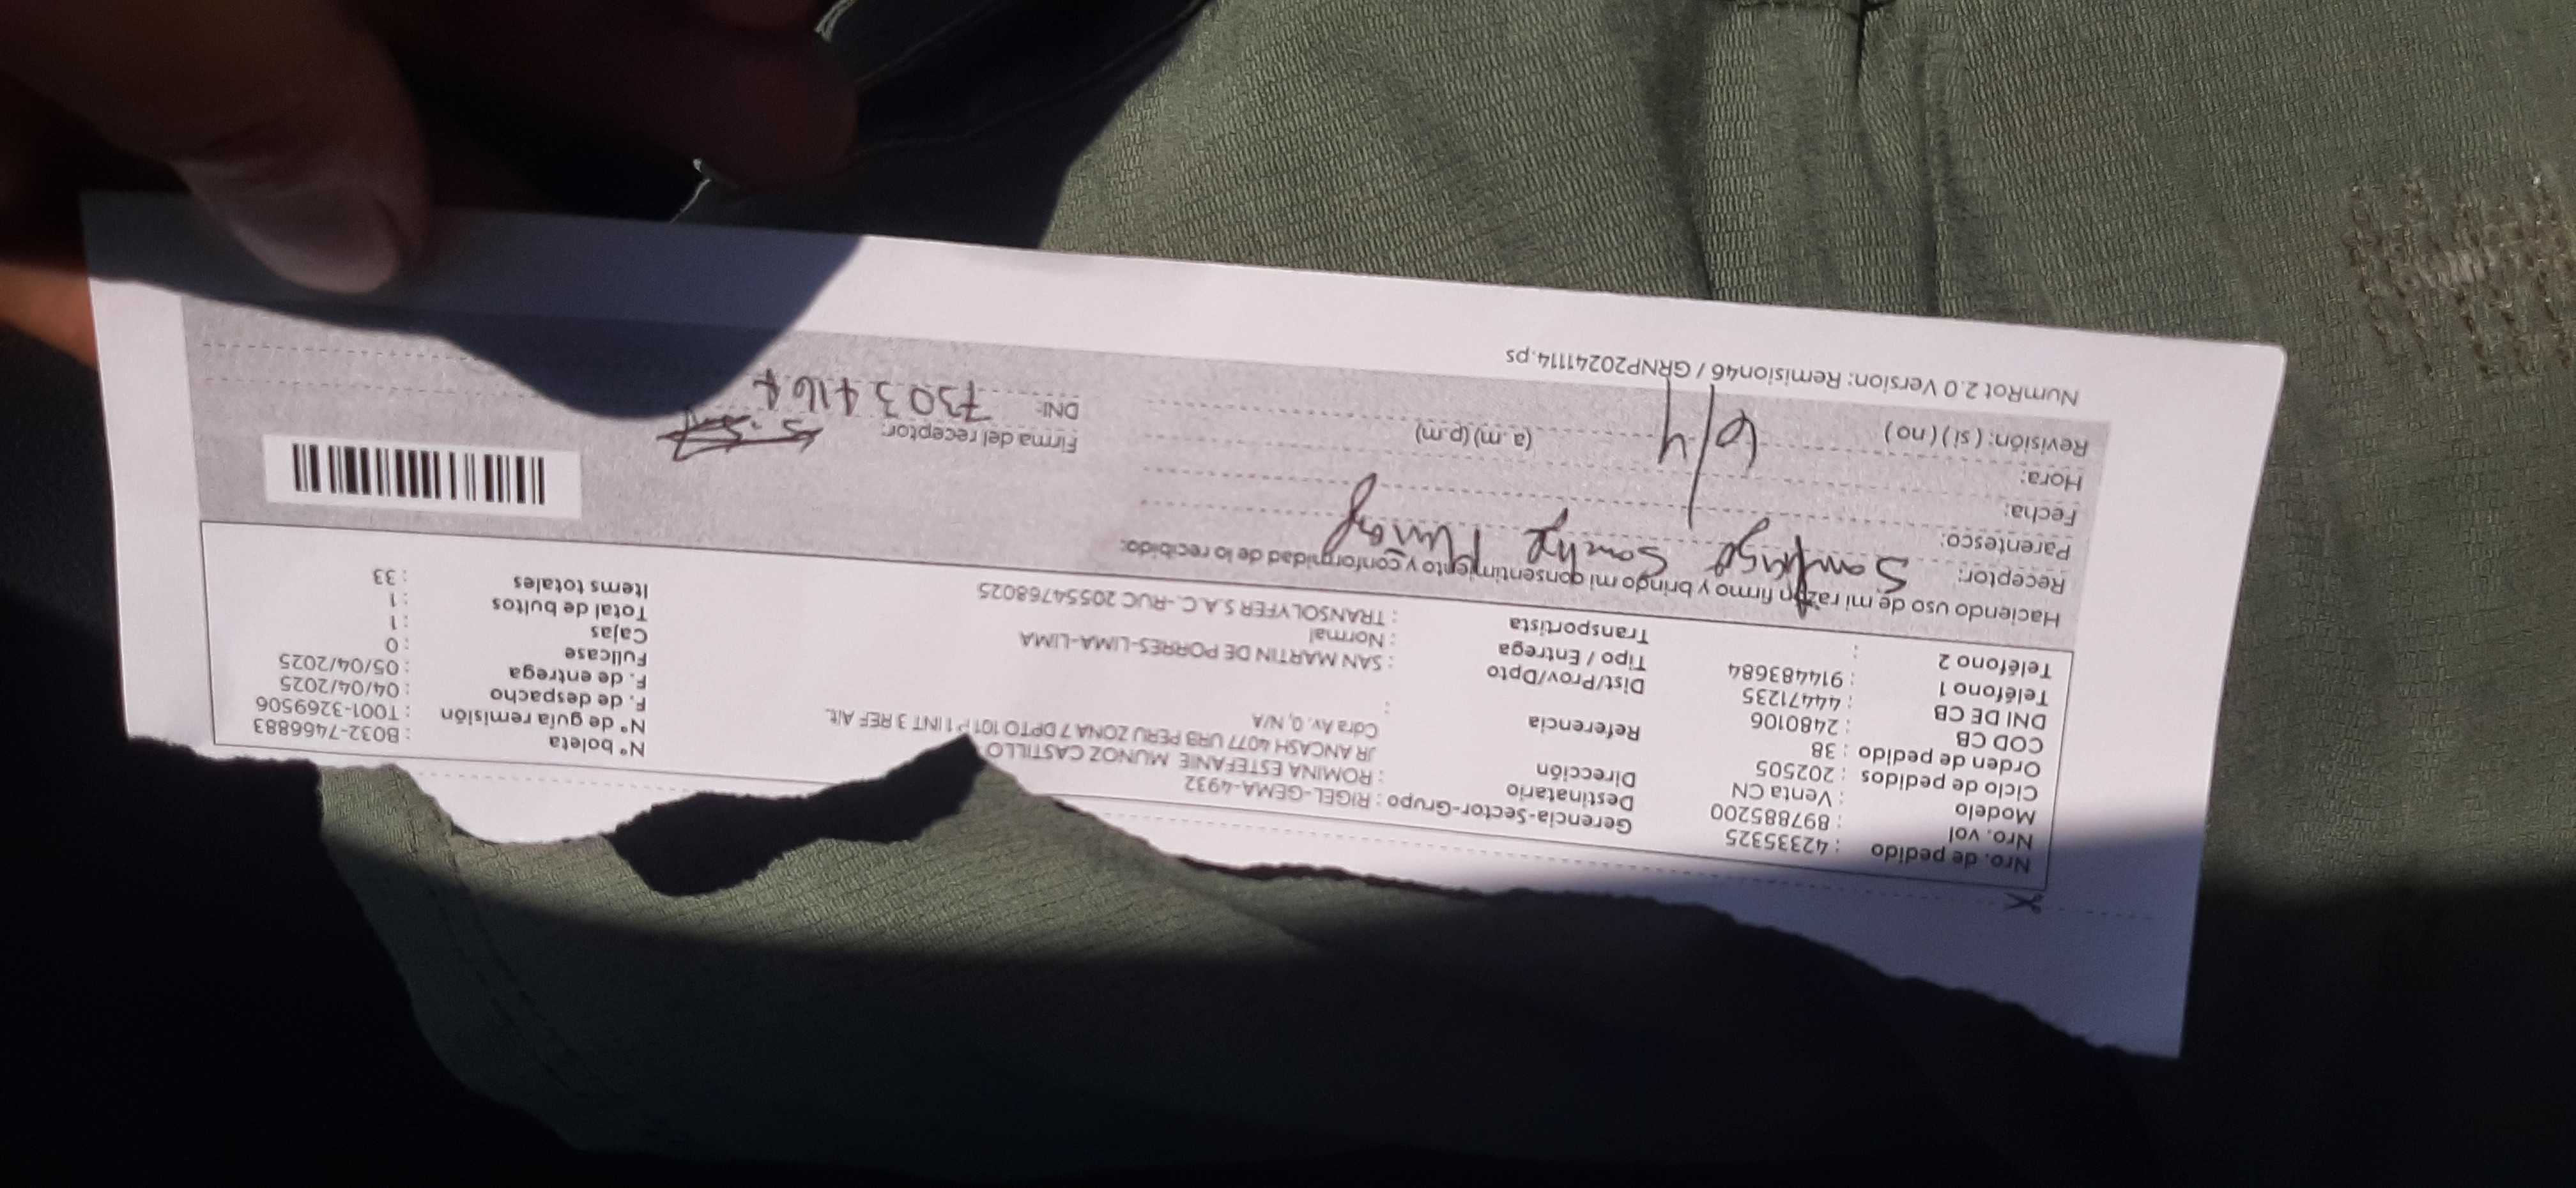 Nro. de pedido : 42335325
Nro. vol : 897885200
Modelo : Venta CN
Ciclo de pedidos : 202505
Orden de pedido : 38
COD CB : 2480106
DNI DE CB : 44471235
Teléfono 1 : 914483684
Teléfono 2 :
Gerencia-Sector-Grupo : RIGEL-GEMA-4932
Destinatario : ROMINA ESTEFANIE MUNOZ CASTILLO
Dirección JR ANCASH 4077 URB PERU ZONA 7 DPTO 101 P 1 INT 3 REF Alt.
Cdra Av. 0, N/A
Referencia :
Dist/Prov/Dpto : SAN MARTIN DE PORRES-LIMA-LIMA
Tipo / Entrega : Normal
Transportista : TRANSOLYFER S.A.C.-RUC 20554768025
Nº boleta : B032-7466883
Nº de guía remisión : T001-3269506
F. de despacho : 04/04/2025
F. de entrega : 05/04/2025
Fullcase : 0
Cajas : 1
Total de bultos : 1
Items totales : 33
Haciendo uso de mi razón firmo y bringo mi consentimiento y conformidad de lo recibido:
Receptor:
Parentesco:
Fecha: 6/4
Hora: (a.m) (p.m)
Revisión: ( si ) ( no )
Firma del receptor:
DNI:
NumRot 2.0 Version: Remision46 / GRNP20241114.ps